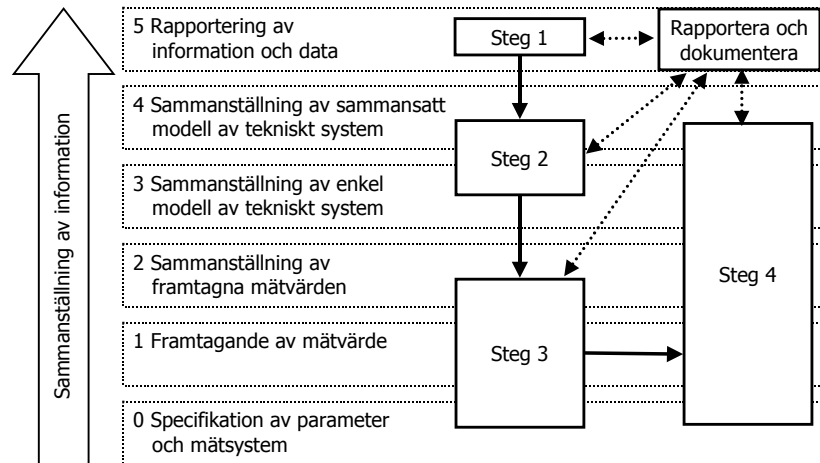 5 Rapportering av
information och data
Steg 1
Rapportera och
dokumentera
4 Sammanställning av sammansatt
modell av tekniskt system
Steg 2
3 Sammanställning av enkel
modell av tekniskt system
2 Sammanställning av
framtagna mätvärden
Steg 4
1 Framtagande av mätvärde
Steg 3
0 Specifikation av parameter
och mätsystem
Sammanställning av information